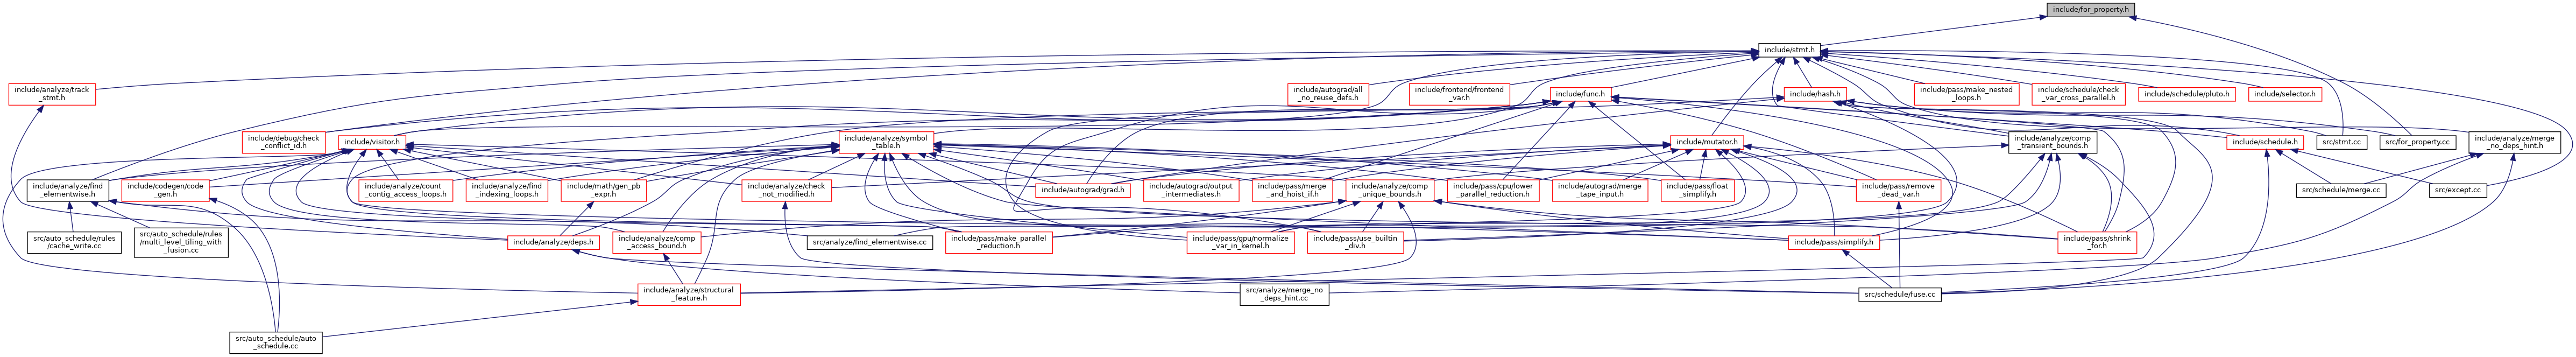 include/for_property.h
include/stmt.h
include/analyze/track
_stmt.h
include/autograd/all
_no_reuse_defs.h
include/frontend/frontend
_var.h
include/func.h
include/hash.h
include/pass/make_nested
_loops.h
include/schedule/check
_var_cross_parallel.h
include/schedule/pluto.h
include/selector.h
include/debug/check
_conflict_id.h
include/visitor.h
include/analyze/symbol
_table.h
include/mutator.h
include/analyze/comp
_transient_bounds.h
include/schedule.h
src/stmt.cc
src/for_property.cc
include/analyze/merge
_no_deps_hint.h
include/analyze/find
_elementwise.h
include/codegen/code
_gen.h
include/analyze/count
_contig_access_loops.h
include/analyze/find
_indexing_loops.h
include/math/gen_pb
_expr.h
include/analyze/check
_not_modified.h
include/autograd/grad.h
include/autograd/output
_intermediates.h
include/pass/merge
_and_hoist_if.h
include/analyze/comp
_unique_bounds.h
include/pass/cpu/lower
_parallel_reduction.h
include/autograd/merge
_tape_input.h
include/pass/float
_simplify.h
include/pass/remove
_dead_var.h
src/schedule/merge.cc
src/except.cc
src/auto_schedule/rules
/cache_write.cc
src/auto_schedule/rules
/multi_level_tiling_with
_fusion.cc
include/analyze/deps.h
include/analyze/comp
_access_bound.h
src/analyze/find_elementwise.cc
include/pass/make_parallel
_reduction.h
include/pass/gpu/normalize
_var_in_kernel.h
include/pass/use_builtin
_div.h
include/pass/simplify.h
include/pass/shrink
_for.h
include/analyze/structural
_feature.h
src/analyze/merge_no
_deps_hint.cc
src/schedule/fuse.cc
src/auto_schedule/auto
_schedule.cc